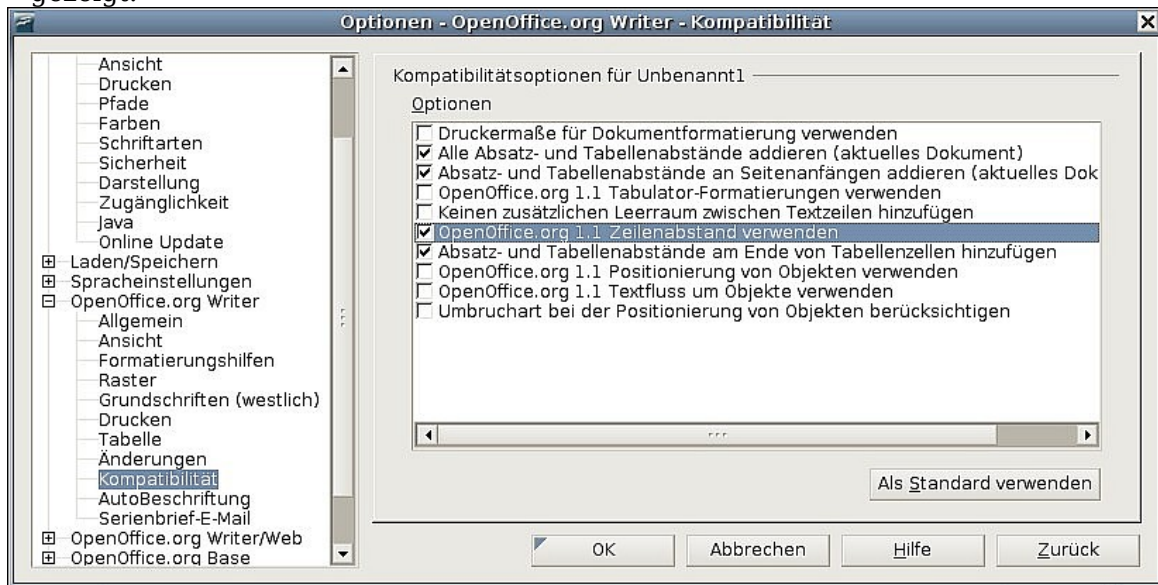 Optionen - OpenOffice.org Writer - Kompatibilität
Ansicht
Drucken
Pfade
Farben
Schriftarten
Sicherheit
Darstellung
Zugänglichkeit
Java
Online Update
Laden/Speichern
Spracheinstellungen
OpenOffice.org Writer
Allgemein
Ansicht
Formatierungshilfen
Raster
Grundschriften (westlich)
Drucken
Tabelle
Änderungen
Kompatibilität
AutoBeschriftung
Serienbrief-E-Mail
OpenOffice.org Writer/Web
OpenOffice.org Base
Kompatibilitätsoptionen für Unbenannt1
Optionen
Druckermaße für Dokumentformatierung verwenden
Alle Absatz- und Tabellenabstände addieren (aktuelles Dokument)
Absatz- und Tabellenabstände an Seitenanfängen addieren (aktuelles Dok
OpenOffice.org 1.1 Tabulator-Formatierungen verwenden
Keinen zusätzlichen Leerraum zwischen Textzeilen hinzufügen
OpenOffice.org 1.1 Zeilenabstand verwenden
Absatz- und Tabellenabstände am Ende von Tabellenzellen hinzufügen
OpenOffice.org 1.1 Positionierung von Objekten verwenden
OpenOffice.org 1.1 Textfluss um Objekte verwenden
Umbruchart bei der Positionierung von Objekten berücksichtigen
Als Standard verwenden
OK
Abbrechen
Hilfe
Zurück